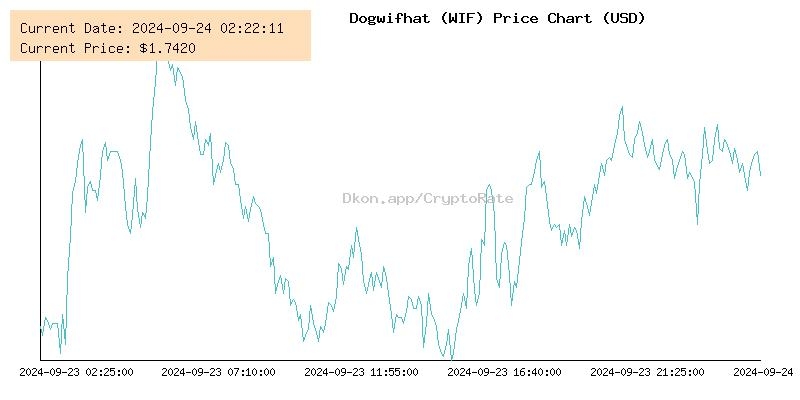 Dogwifhat (WIF) Price Chart (USD)
Current Date: 2024-09-24 02:22:11
Current Price: $1.7420
Dkon.app/CryptoRate
2024-09-23 02:25:00 2024-09-23 07:10:00 2024-09-23 11:55:00 2024-09-23 16:40:00 2024-09-23 21:25:00 2024-09-24